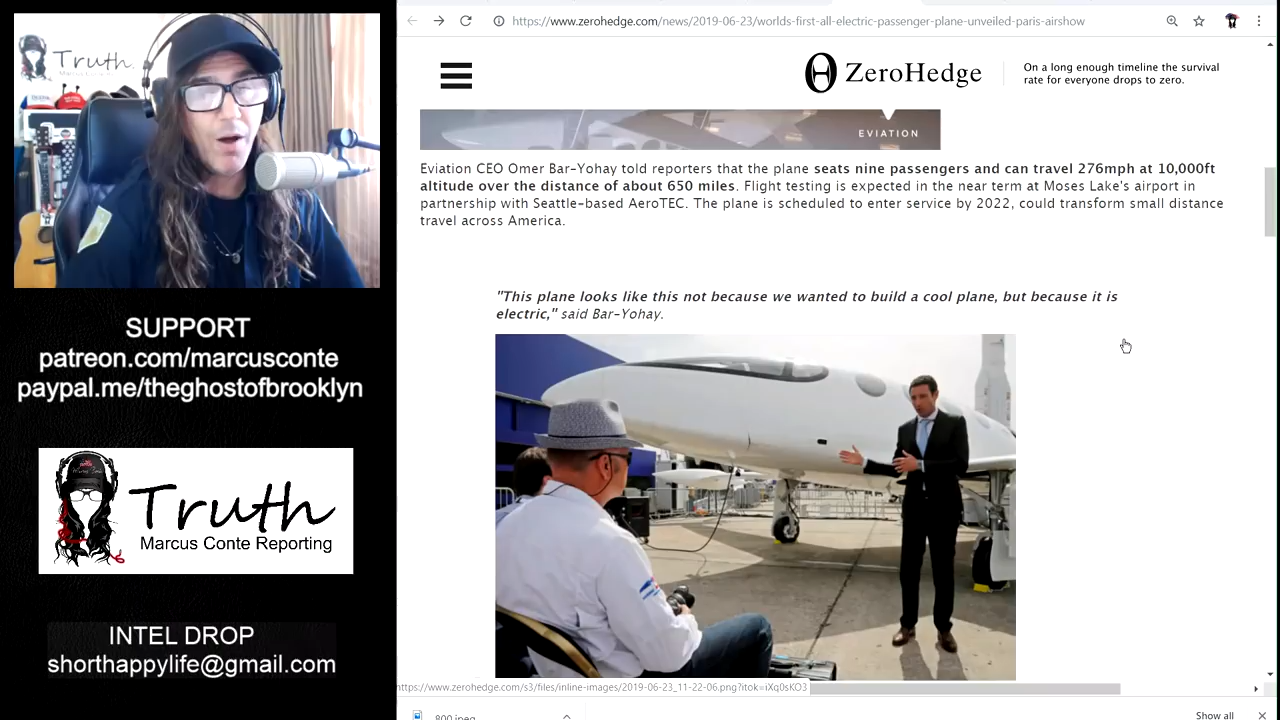 https://www.zerohedge.com/news/2019-06-23/worlds-first-all-electric-passenger-plane-unveiled-paris-airshow
Truth.
Marcus Conte
ZeroHedge
On a long enough timeline the survival
rate for everyone drops to zero.
EVIATION
Eviation CEO Omer Bar-Yohay told reporters that the plane seats nine passengers and can travel 276mph at 10,000ft
altitude over the distance of about 650 miles. Flight testing is expected in the near term at Moses Lake's airport in
partnership with Seattle-based AeroTEC. The plane is scheduled to enter service by 2022, could transform small distance
travel across America.
"This plane looks like this not because we wanted to build a cool plane, but because it is
electric," said Bar-Yohay.
SUPPORT
patreon.com/marcusconte
paypal.me/theghostofbrooklyn
Truth
Marcus Conte Reporting
INTEL DROP
shorthappylife@gmail.com
https://www.zerohedge.com/s3/files/inline-images/2019-06-23_11-22-06.png?itok=iXq0sKO3
800.jpeg
Show all